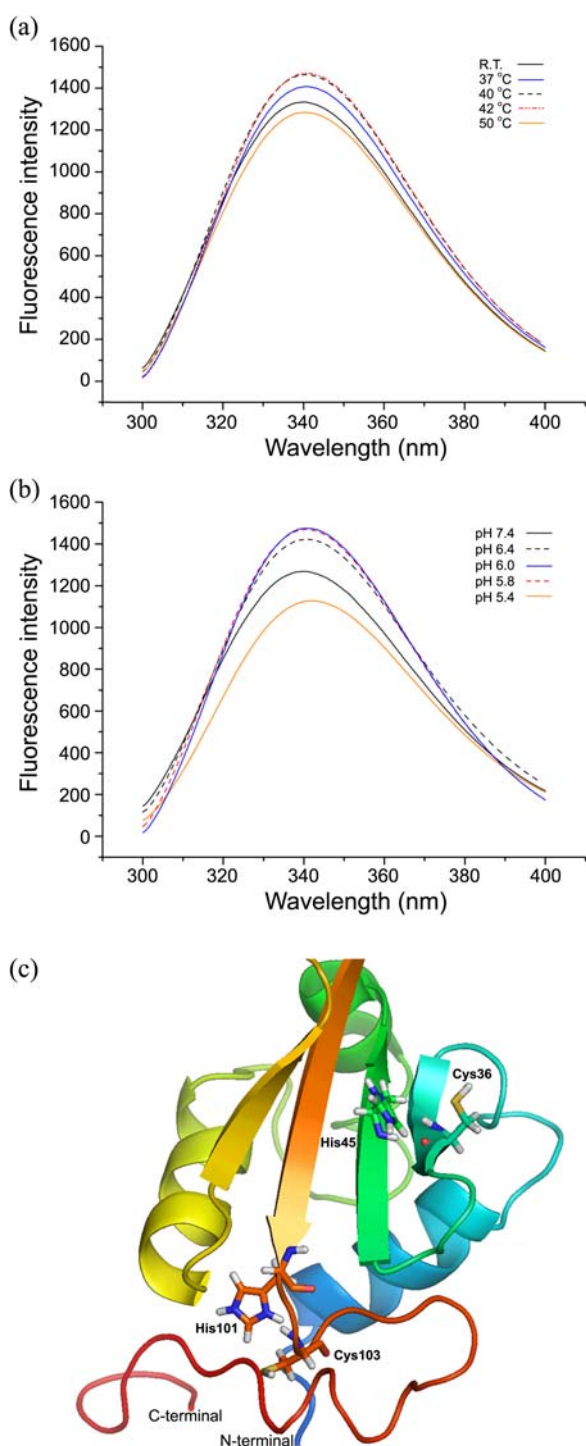 (a)
1600
1400
1200
1000
800
600
400
200
0
Fluorescence intensity
R.T.
37 °C
40 °C
42 °C
50 °C
300 320 340 360 380 400
Wavelength (nm)
(b)
1600
1400
1200
1000
800
600
400
200
0
Fluorescence intensity
pH 7.4
pH 6.4
pH 6.0
pH 5.8
pH 5.4
300 320 340 360 380 400
Wavelength (nm)
(c)
Cys36
His45
His101
Cys103
C-terminal
N-terminal